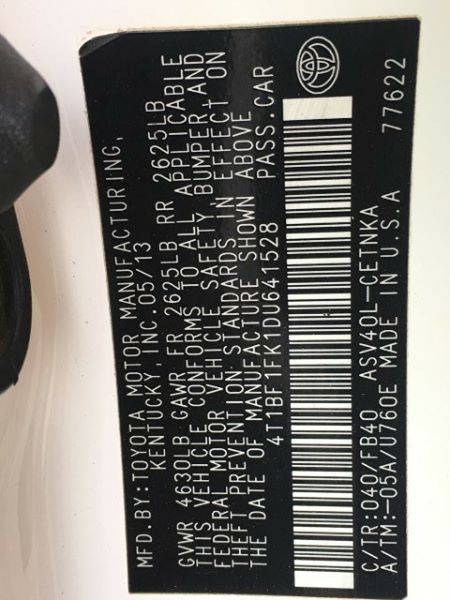 MFD. BY: TOYOTA MOTOR MANUFACTURING,
KENTUCKY, INC. 05/13
GVWR 4630LB GAWR FR 2625LB RR 2625LB
THIS VEHICLE CONFORMS TO ALL APPLICABLE
FEDERAL MOTOR VEHICLE SAFETY, BUMPER AND
THEFT PREVENTION STANDARDS IN EFFECT ON
THE DATE OF MANUFACTURE SHOWN ABOVE
4T1BF1FK1DU641528 PASS. CAR
C/TR:040/FB40 ASV40L-CETNKA
A/TM:-05A/U760E MADE IN U.S.A 77622